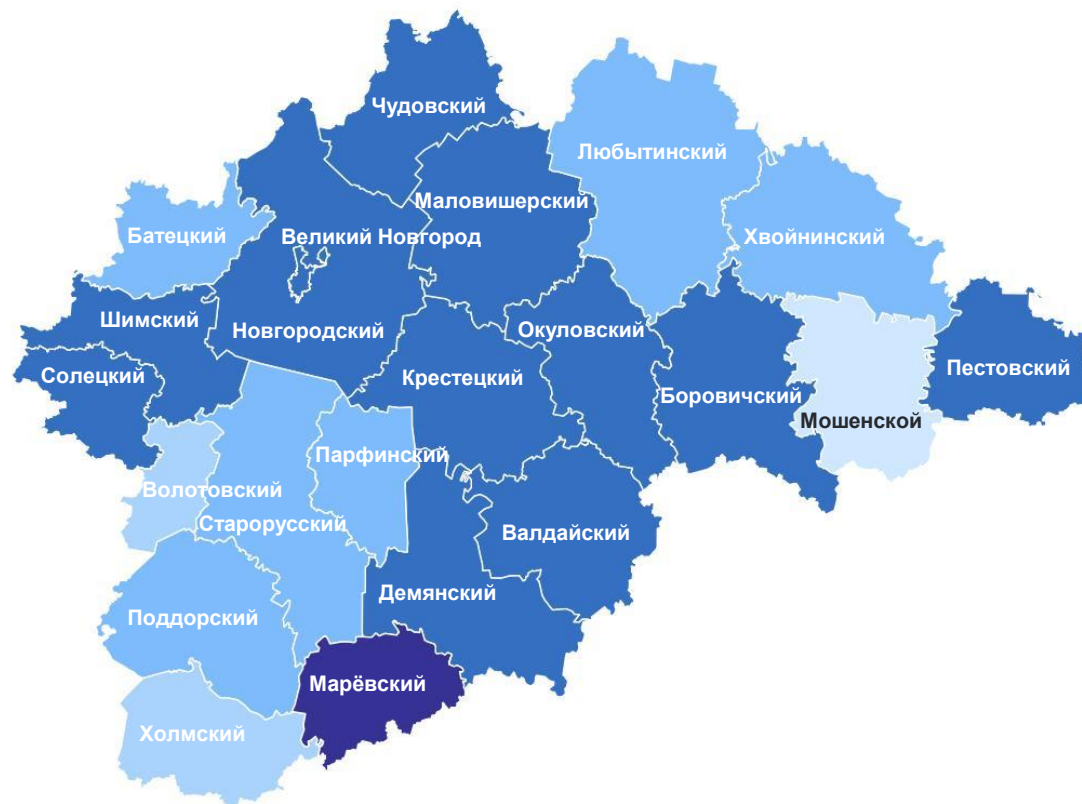 Чудовский
Любытинский
Маловишерский
Батецкий
Великий Новгород
Хвойнинский
Шимский
Новгородский
Окуловский
Солецкий
Крестецкий
Пестовский
Боровичский
Мошенской
Парфинский
Волотовский
Старорусский
Валдайский
Демянский
Поддорский
Марёвский
Холмский